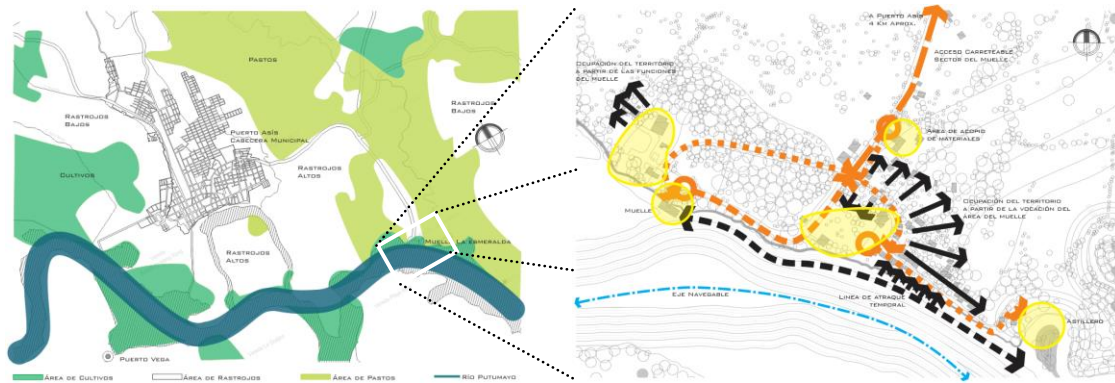 Pastos
Rastrojos
Bajos
Rastrojos
Bajos
Puerto Asís
Cabecera Municipal
Rastrojos
Altos
Cultivos
Rastrojos
Altos
Muelle La Esmeralda
Puerto Vega
Área de Cultivos
Área de Rastrojos
Área de Pastos
Río Putumayo
A Puerto Asís
4 Km Aprox.
Acceso Carreteable
Sector del Muelle
Ocupación del territorio
a partir de las funciones
del muelle
Área de acopio
de materiales
Ocupación del territorio
a partir de la vocación del
área del muelle
Muelle
Eje Navegable
Línea de atraque
temporal
Astillero